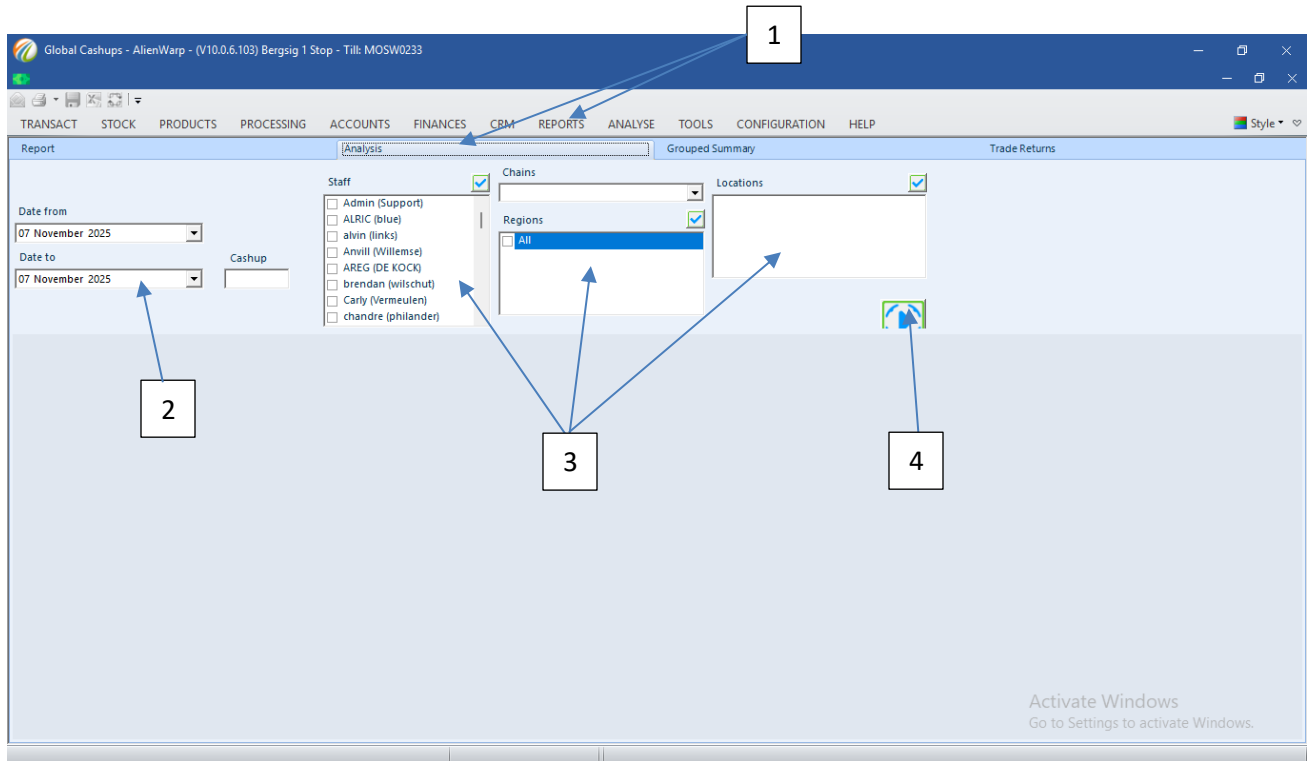 1
Global Cashups - AlienWarp - (V10.0.6.103) Bergsig 1 Stop - Till: MOSW0233
TRANSACT STOCK PRODUCTS PROCESSING ACCOUNTS FINANCES CRM REPORTS ANALYSE TOOLS CONFIGURATION HELP Style
Report Analysis Grouped Summary Trade Returns
Date from
07 November 2025
Date to
07 November 2025
Cashup
Staff
Admin (Support)
ALRIC (blue)
alvin (links)
Anvill (Willemse)
AREG (DE KOCK)
brendan (wilschut)
Carly (Vermeulen)
chandre (philander)
Chains
Regions
All
Locations
2
3
4
Activate Windows
Go to Settings to activate Windows.